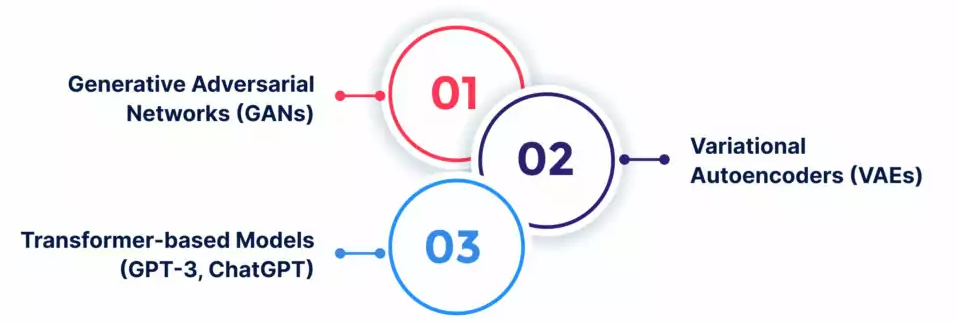 Generative Adversarial
Networks (GANs)
01
02
Variational
Autoencoders (VAEs)
Transformer-based Models
(GPT-3, ChatGPT)
03